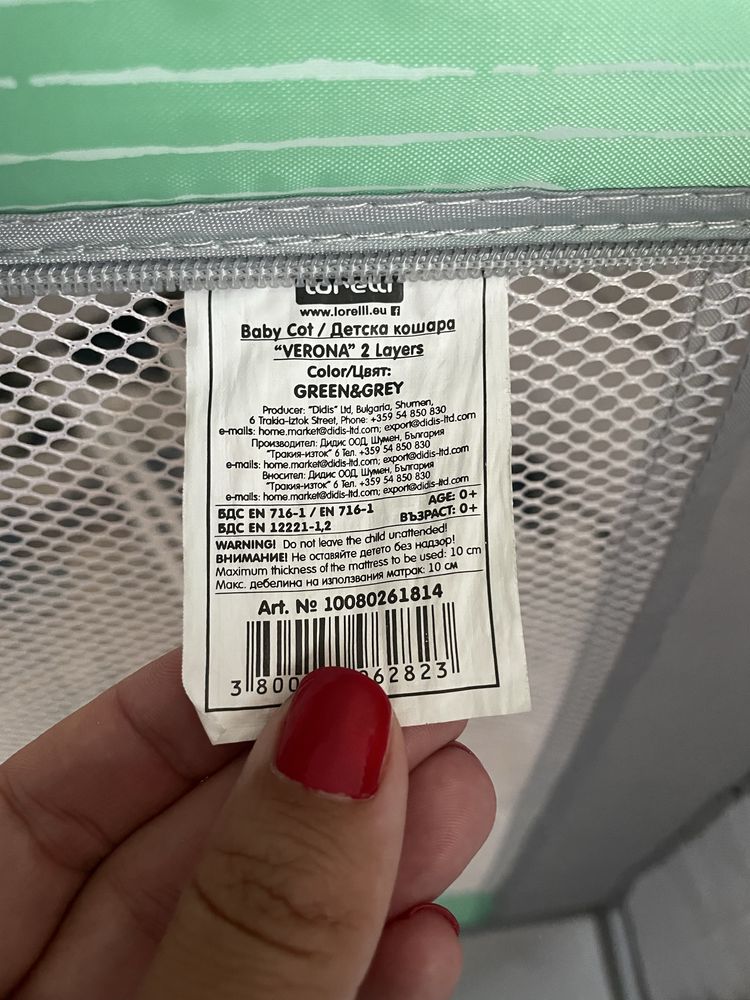 lorelli
www.lorelli.eu
Baby Cot / Детска кошара
"VERONA" 2 Layers
Color/Цвят:
GREEN&GREY
Producer: "Didis" Ltd, Bulgaria, Shumen,
6 Trakia-Iztok Street, Phone: +359 54 850 830
e-mails: home.market@didis-ltd.com; export@didis-ltd.com
Производител: Дидис ООД, Шумен, България
"Тракия-изток" 6 Тел. +359 54 850 830
e-mails: home.market@didis-ltd.com; export@didis-ltd.com
Вносител: Дидис ООД, Шумен, България
"Тракия-изток" 6 Тел. +359 54 850 830
e-mails: home.market@didis-ltd.com; export@didis-ltd.com
БДС EN 716-1 / EN 716-1 AGE: 0+
БДС EN 12221-1,2 ВЪЗРАСТ: 0+
WARNING! Do not leave the child unattended!
ВНИМАНИЕ! Не оставяйте детето без надзор!
Maximum thickness of the mattress to be used: 10 cm
Макс. дебелина на използвания матрак: 10 см
Art. № 10080261814
3 800 62823